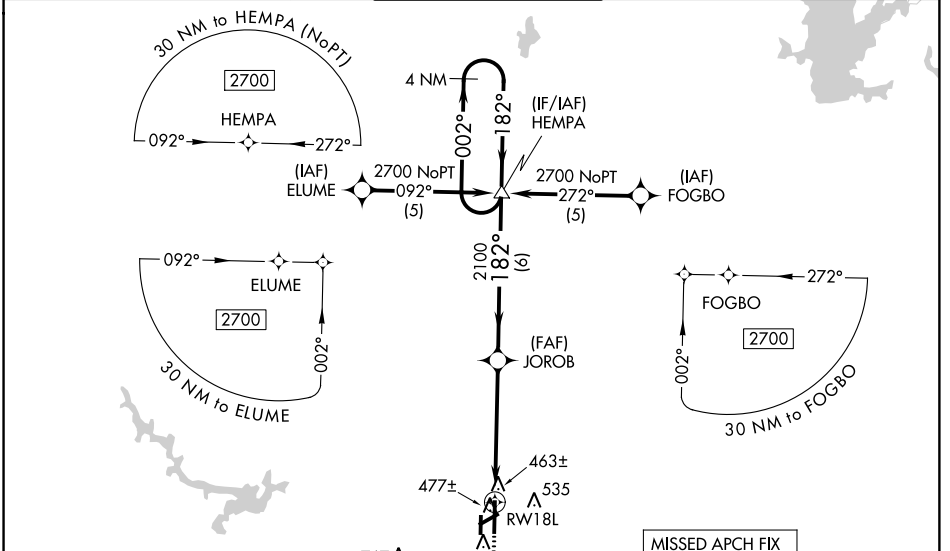 30 NM to HEMPA (NoPT)
2700
HEMPA
092°
272°
4 NM
002°
182°
(IF/IAF)
HEMPA
(IAF)
ELUME
2700 NoPT
092°
(5)
2700 NoPT
272°
(5)
(IAF)
FOGBO
2100
182°
(6)
092°
ELUME
2700
002°
30 NM to ELUME
272°
FOGBO
2700
002°
30 NM to FOGBO
(FAF)
JOROB
463±
477±
535
RW18L
MISSED APCH FIX